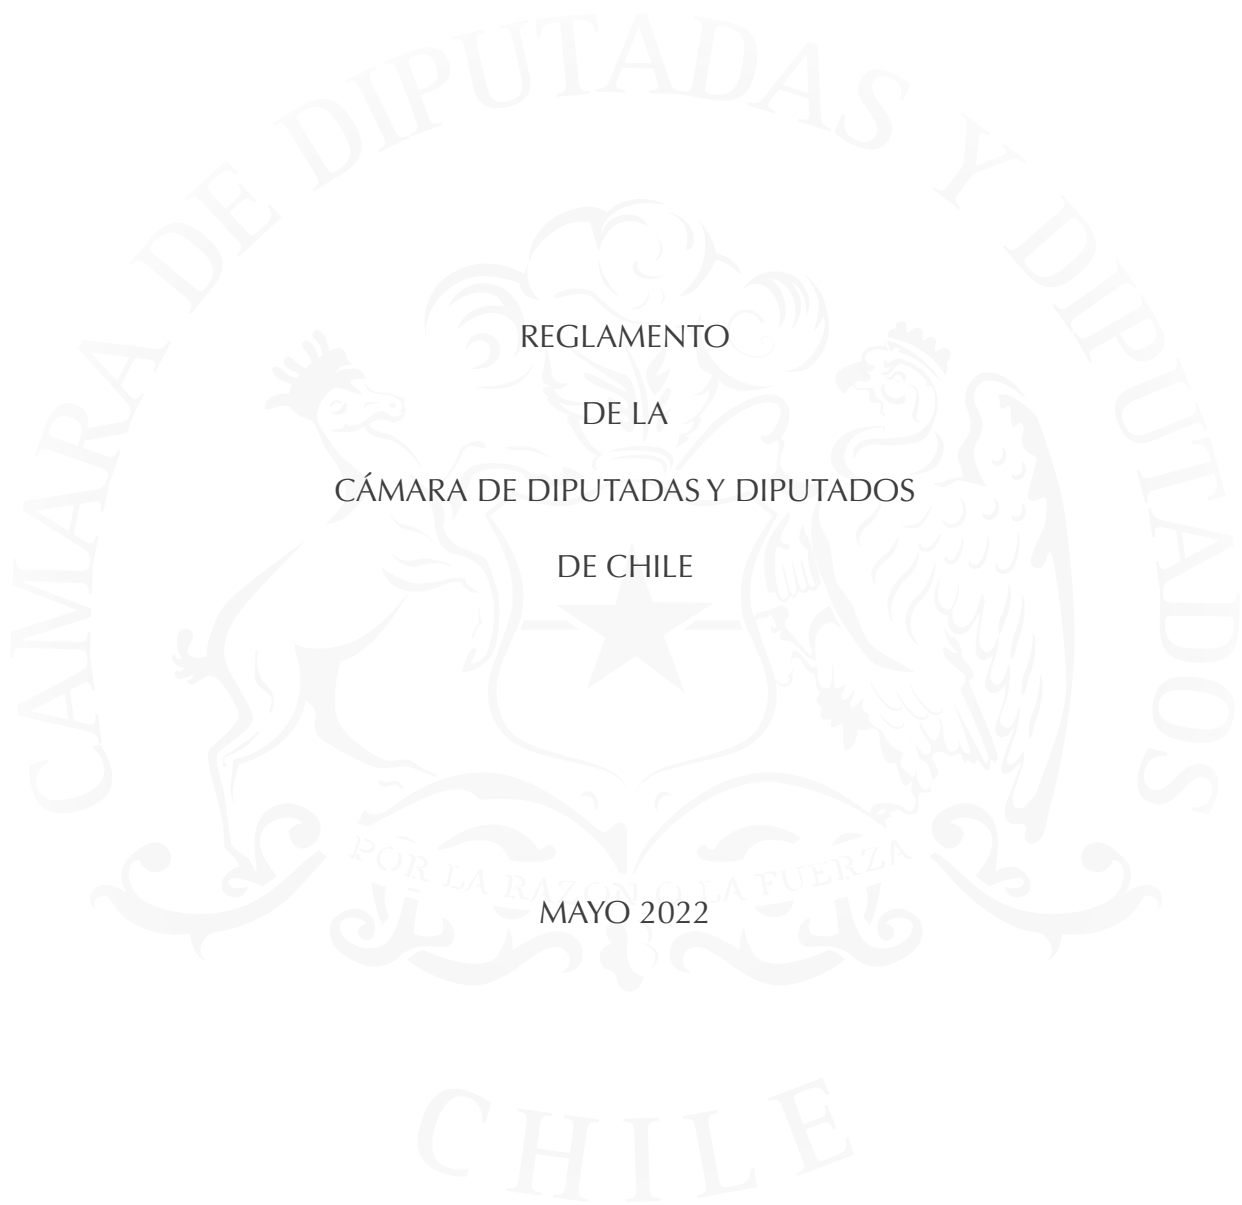 CAMARA DE DIPUTADAS Y DIPUTADOS
REGLAMENTO
DE LA
CÁMARA DE DIPUTADAS Y DIPUTADOS
DE CHILE
POR LA RAZON O LA FUERZA
MAYO 2022
CHILE